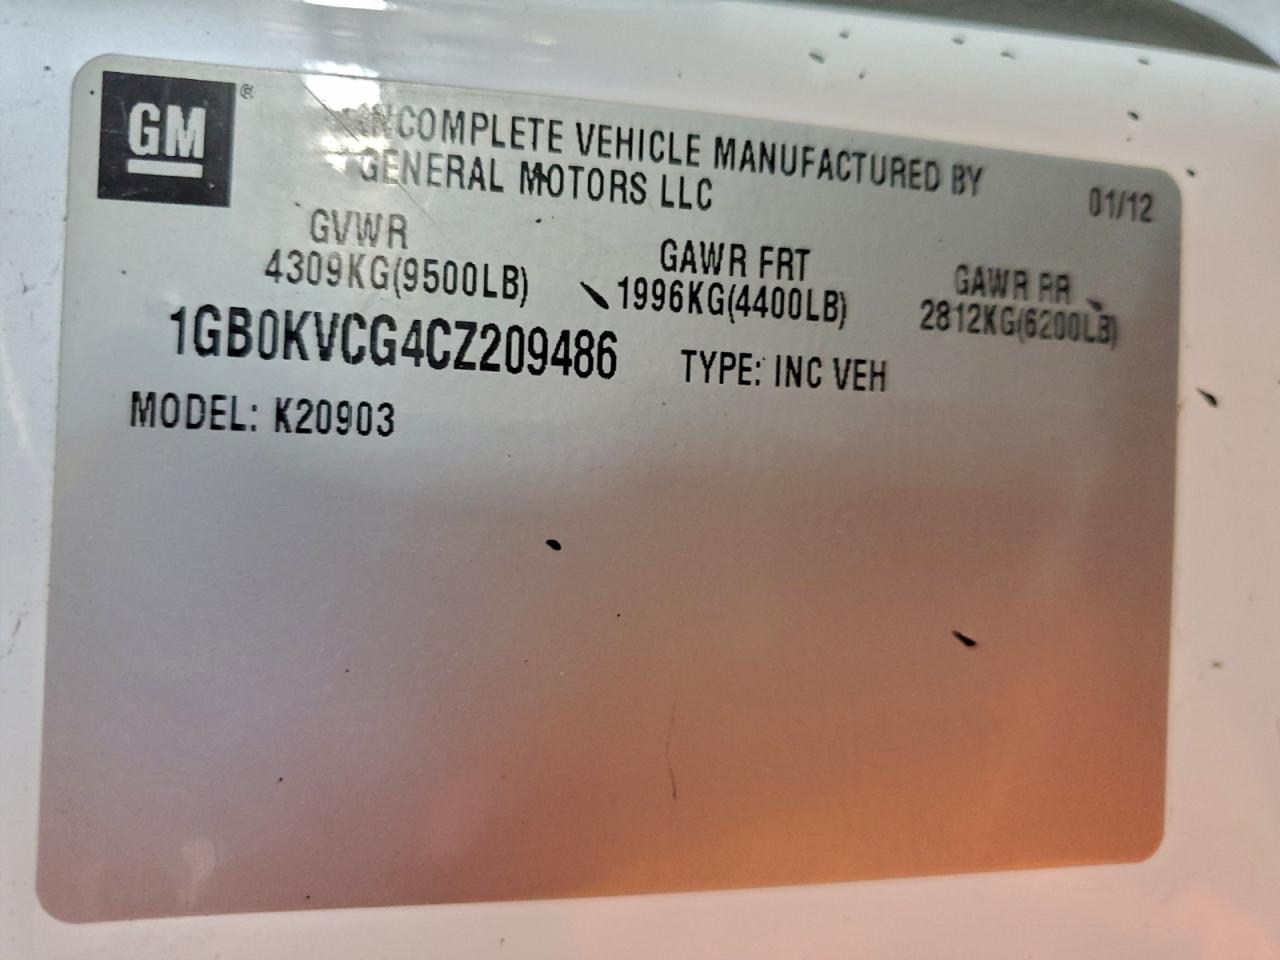 GM®
INCOMPLETE VEHICLE MANUFACTURED BY
GENERAL MOTORS LLC
01/12
GVWR
4309KG(9500LB)
GAWR FRT
1996KG(4400LB)
GAWR RR
2812KG(6200LB)
1GB0KVCG4CZ209486
TYPE: INC VEH
MODEL: K20903